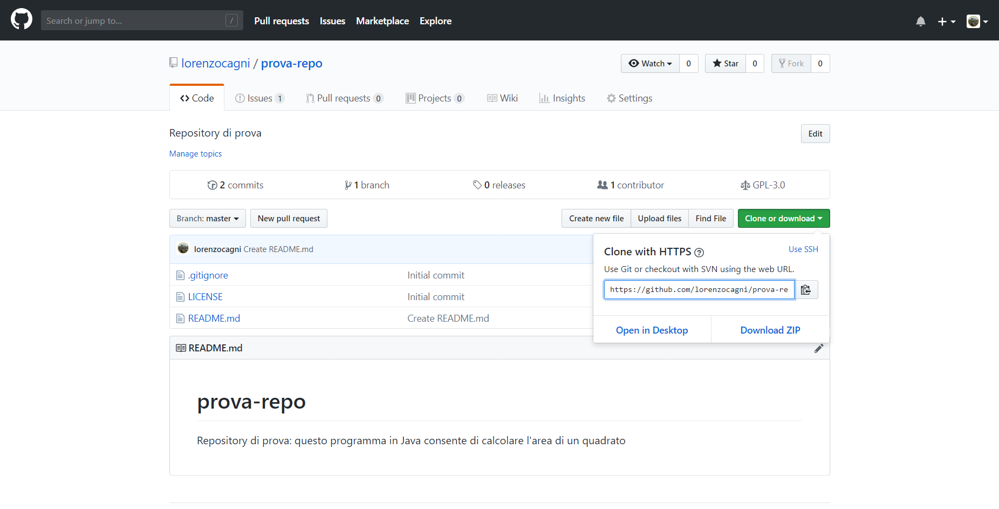 Search or jump to... / Pull requests Issues Marketplace Explore
lorenzocagni / prova-repo Watch 0 Star 0 Fork 0
Code Issues 1 Pull requests 0 Projects 0 Wiki Insights Settings
Repository di prova Edit
Manage topics
2 commits 1 branch 0 releases 1 contributor GPL-3.0
Branch: master New pull request Create new file Upload files Find File Clone or download
lorenzocagni Create README.md
.gitignore Initial commit
LICENSE Initial commit
README.md Create README.md
Clone with HTTPS ? Use SSH
Use Git or checkout with SVN using the web URL.
https://github.com/lorenzocagni/prova-re
Open in Desktop Download ZIP
README.md
prova-repo
Repository di prova: questo programma in Java consente di calcolare l'area di un quadrato